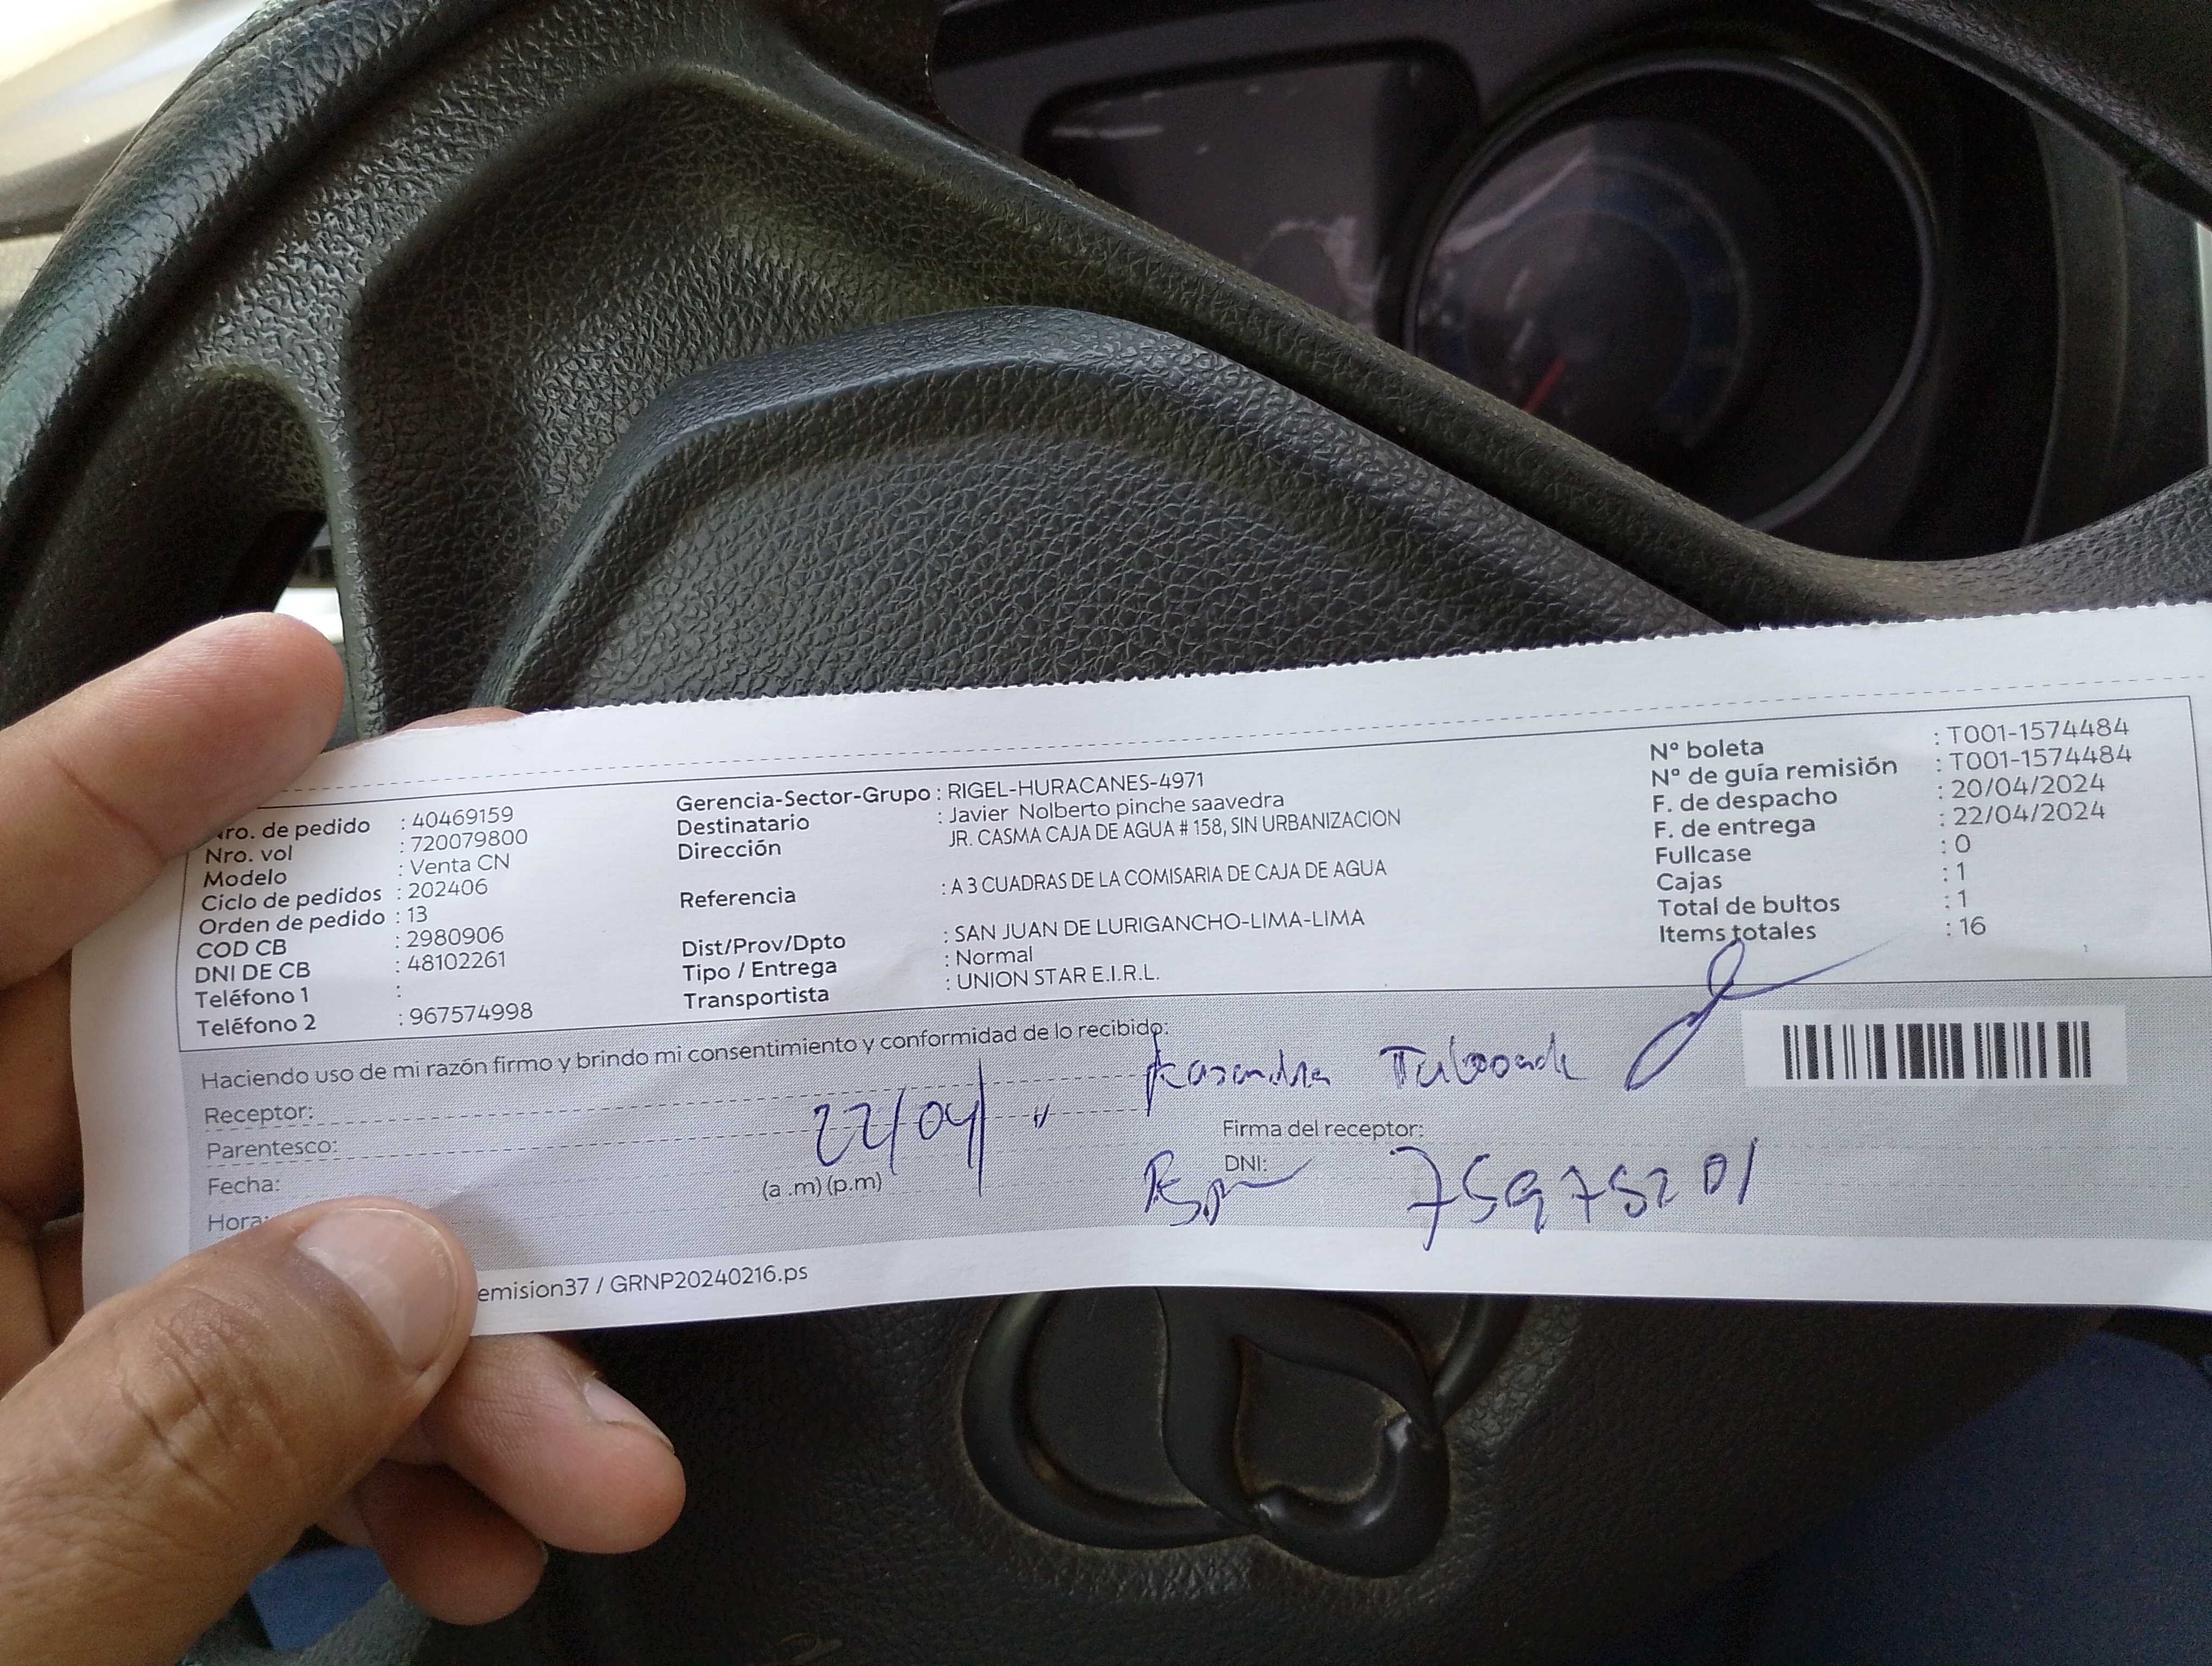 Nro. de pedido : 40469159
Nro. vol : 720079800
Modelo : Venta CN
Ciclo de pedidos : 202406
Orden de pedido : 13
COD CB : 2980906
DNI DE CB : 48102261
Teléfono 1 :
Teléfono 2 : 967574998
Gerencia-Sector-Grupo : RIGEL-HURACANES-4971
Destinatario : Javier Nolberto pinche saavedra
Dirección JR. CASMA CAJA DE AGUA # 158, SIN URBANIZACION
Referencia : A 3 CUADRAS DE LA COMISARIA DE CAJA DE AGUA
Dist/Prov/Dpto : SAN JUAN DE LURIGANCHO-LIMA-LIMA
Tipo / Entrega : Normal
Transportista : UNION STAR E.I.R.L.
Nº boleta : T001-1574484
Nº de guía remisión : T001-1574484
F. de despacho : 20/04/2024
F. de entrega : 22/04/2024
Fullcase : 0
Cajas : 1
Total de bultos : 1
Items totales : 16
Haciendo uso de mi razón firmo y brindo mi consentimiento y conformidad de lo recibido:
Receptor:
Parentesco:
Fecha: 22/04/
Hora: (a .m) (p.m)
Firma del receptor:
DNI: 75975201
emision37 / GRNP20240216.ps